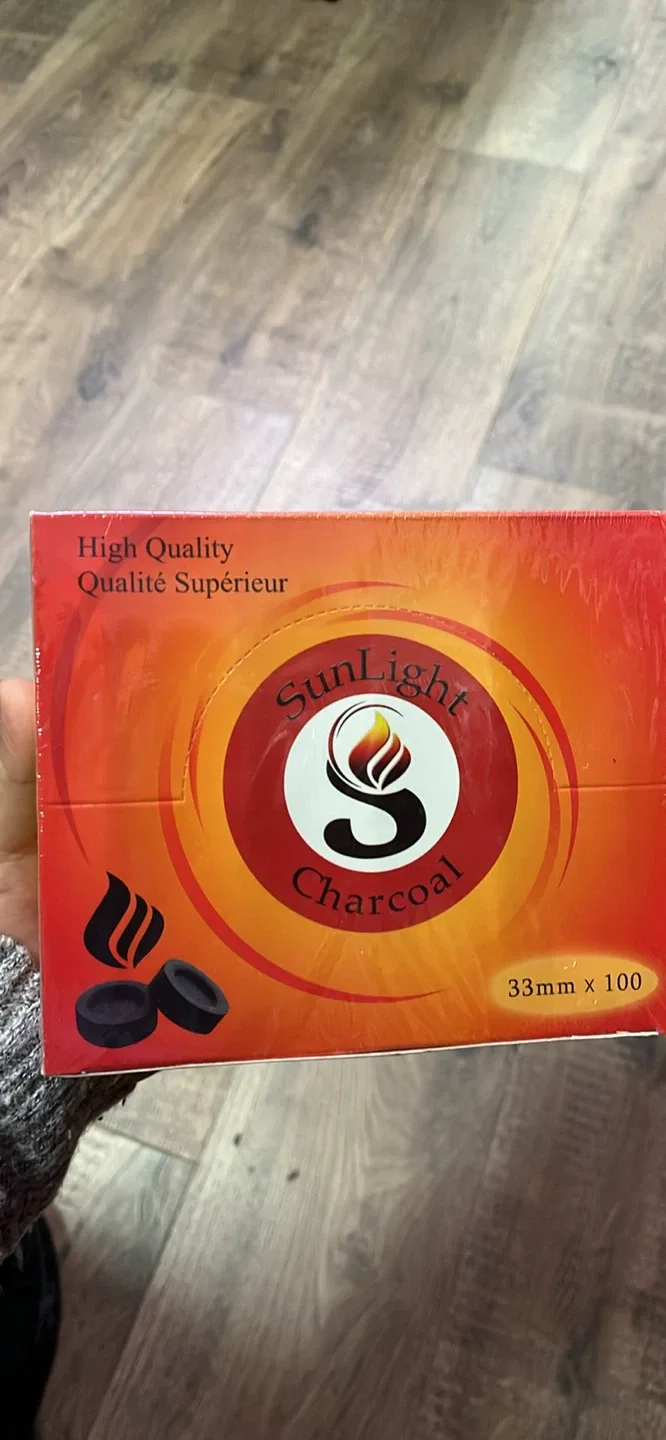 High Quality
Qualité Supérieur
SunLight
S
Charcoal
33mm x 100